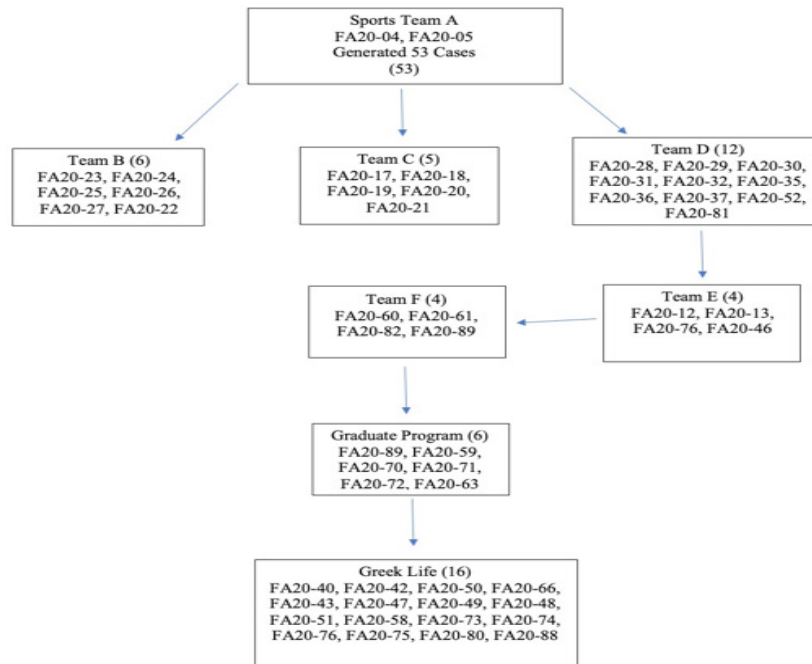 Sports Team A
FA20-04, FA20-05
Generated 53 Cases
(53)
Team B (6)
FA20-23, FA20-24,
FA20-25, FA20-26,
FA20-27, FA20-22
Team C (5)
FA20-17, FA20-18,
FA20-19, FA20-20,
FA20-21
Team D (12)
FA20-28, FA20-29, FA20-30,
FA20-31, FA20-32, FA20-35,
FA20-36, FA20-37, FA20-52,
FA20-81
Team F (4)
FA20-60, FA20-61,
FA20-82, FA20-89
Team E (4)
FA20-12, FA20-13,
FA20-76, FA20-46
Graduate Program (6)
FA20-89, FA20-59,
FA20-70, FA20-71,
FA20-72, FA20-63
Greek Life (16)
FA20-40, FA20-42, FA20-50, FA20-66,
FA20-43, FA20-47, FA20-49, FA20-48,
FA20-51, FA20-58, FA20-73, FA20-74,
FA20-76, FA20-75, FA20-80, FA20-88